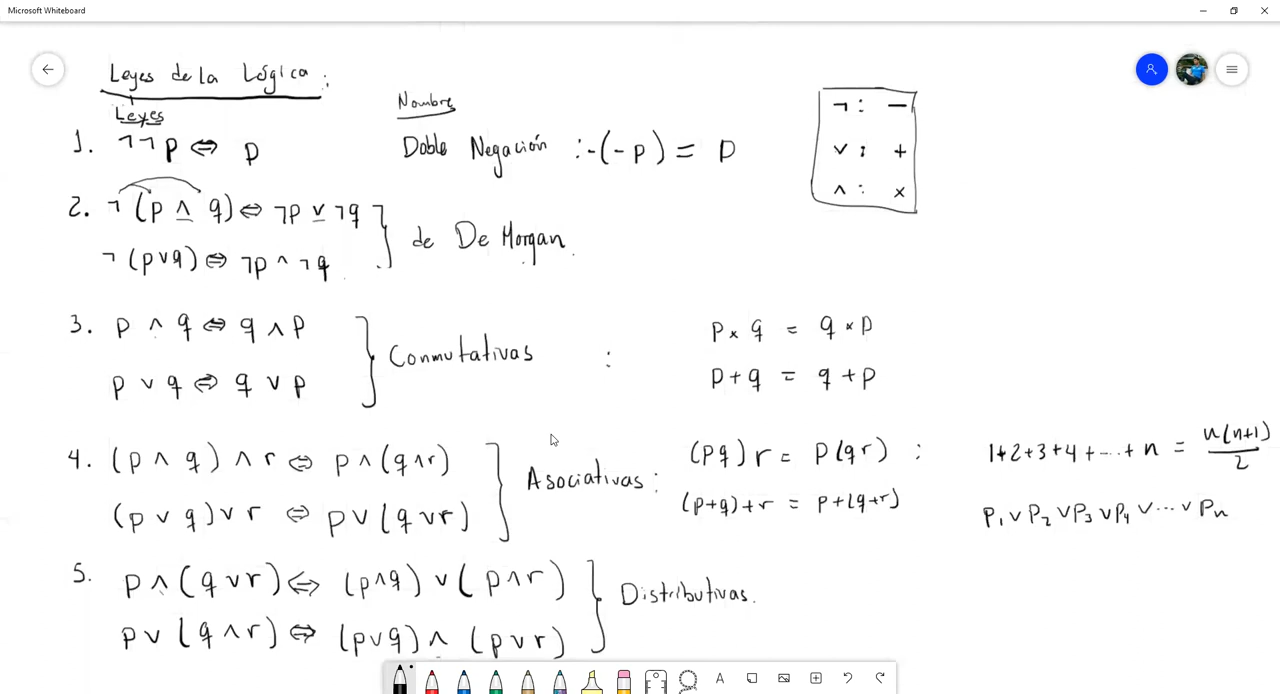 Microsoft Whiteboard
Leyes de la Lógica:
Leyes
Nombre
1. ¬¬p ⇔ p Doble Negación : -(-p) = p
¬ : −
∨ : +
∧ : ×
2. ¬(p ∧ q) ⇔ ¬p ∨ ¬q
¬(p∨q) ⇔ ¬p ∧ ¬q
de De Morgan.
3. p ∧ q ⇔ q ∧ p
p ∨ q ⇔ q ∨ p
Conmutativas :
p × q = q × p
p + q = q + p
4. (p ∧ q) ∧ r ⇔ p ∧ (q ∧ r)
(p ∨ q) ∨ r ⇔ p ∨ (q ∨ r)
Asociativas :
(pq)r = p(qr) ;
(p+q)+r = p+(q+r)
1+2+3+4+...+n = n(n+1)/2
p₁ ∨ p₂ ∨ p₃ ∨ p₄ ∨ ... ∨ pₙ
5. p ∧ (q ∨ r) ⇔ (p ∧ q) ∨ (p ∧ r)
p ∨ (q ∧ r) ⇔ (p ∨ q) ∧ (p ∨ r)
Distributivas.